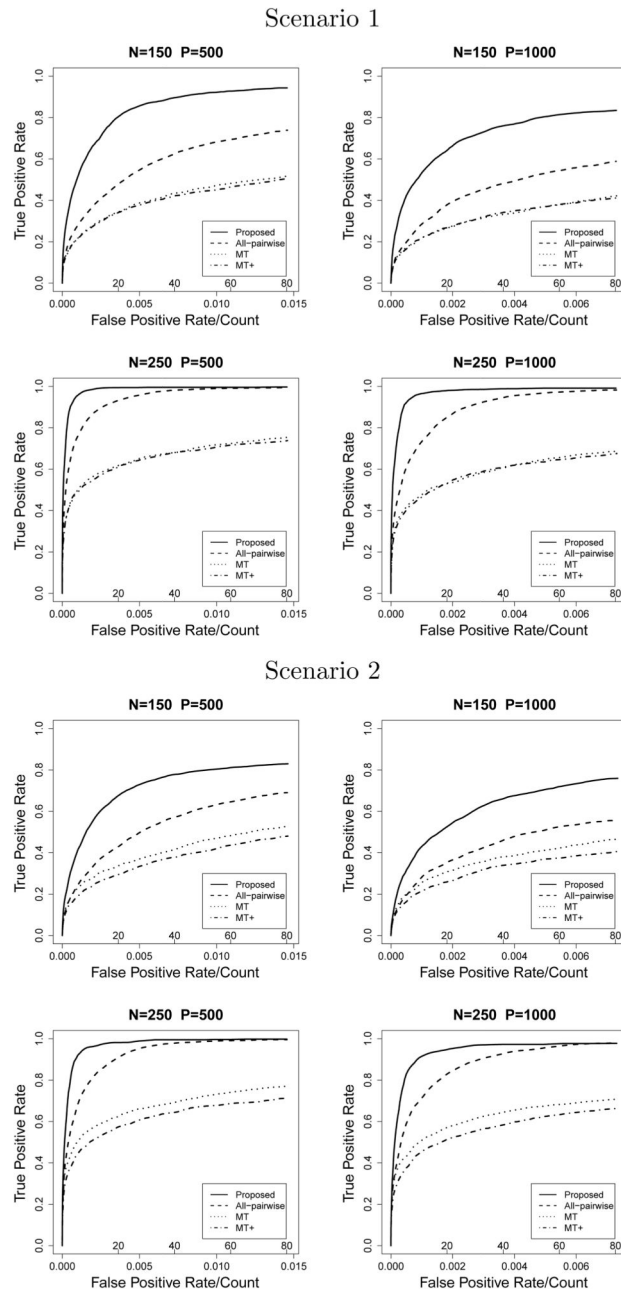 Scenario 1
N=150 P=500
True Positive Rate
0.0 0.2 0.4 0.6 0.8 1.0
Proposed
All-pairwise
MT
MT+
20 40 60 80
0.000 0.005 0.010 0.015
False Positive Rate/Count
N=150 P=1000
True Positive Rate
0.0 0.2 0.4 0.6 0.8 1.0
Proposed
All-pairwise
MT
MT+
20 40 60 80
0.000 0.002 0.004 0.006
False Positive Rate/Count
N=250 P=500
True Positive Rate
0.0 0.2 0.4 0.6 0.8 1.0
Proposed
All-pairwise
MT
MT+
20 40 60 80
0.000 0.005 0.010 0.015
False Positive Rate/Count
N=250 P=1000
True Positive Rate
0.0 0.2 0.4 0.6 0.8 1.0
Proposed
All-pairwise
MT
MT+
20 40 60 80
0.000 0.002 0.004 0.006
False Positive Rate/Count
Scenario 2
N=150 P=500
True Positive Rate
0.0 0.2 0.4 0.6 0.8 1.0
Proposed
All-pairwise
MT
MT+
20 40 60 80
0.000 0.005 0.010 0.015
False Positive Rate/Count
N=150 P=1000
True Positive Rate
0.0 0.2 0.4 0.6 0.8 1.0
Proposed
All-pairwise
MT
MT+
20 40 60 80
0.000 0.002 0.004 0.006
False Positive Rate/Count
N=250 P=500
True Positive Rate
0.0 0.2 0.4 0.6 0.8 1.0
Proposed
All-pairwise
MT
MT+
20 40 60 80
0.000 0.005 0.010 0.015
False Positive Rate/Count
N=250 P=1000
True Positive Rate
0.0 0.2 0.4 0.6 0.8 1.0
Proposed
All-pairwise
MT
MT+
20 40 60 80
0.000 0.002 0.004 0.006
False Positive Rate/Count